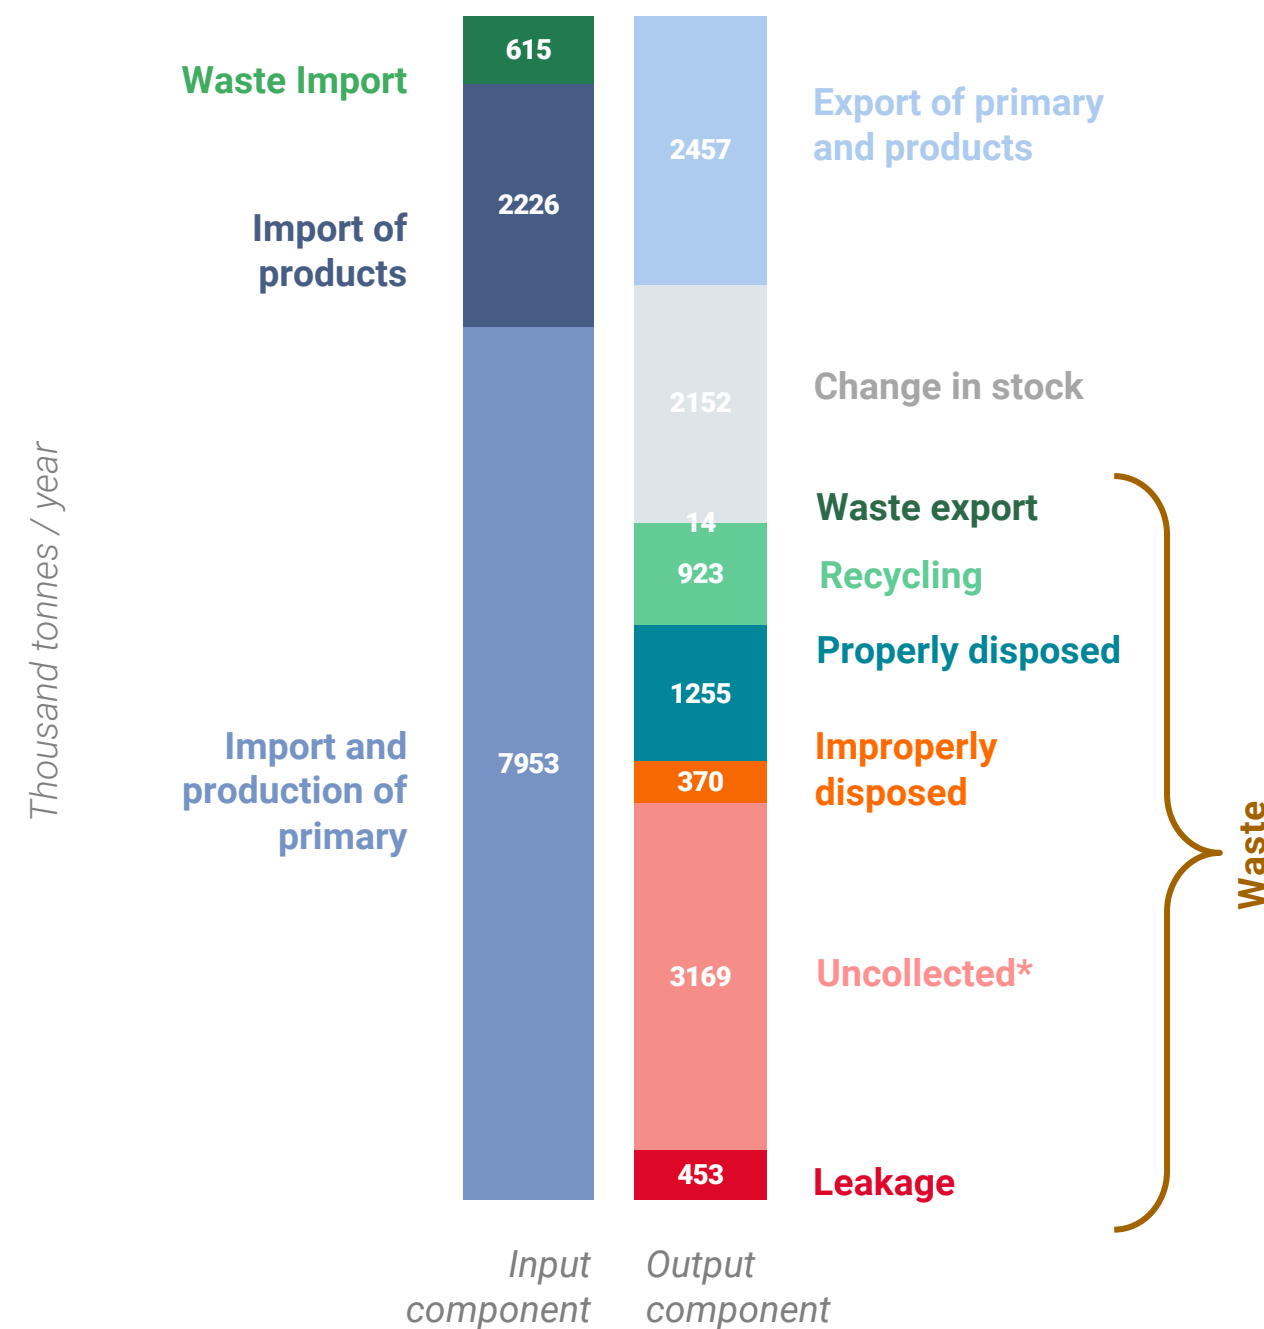 Thousand tonnes / year
Waste Import
Import of
products
Import and
production of
primary
615
2226
7953
2457
2152
14
923
1255
370
3169
453
Export of primary
and products
Change in stock
Waste export
Recycling
Properly disposed
Improperly
disposed
Uncollected*
Leakage
Waste
Input
component
Output
component